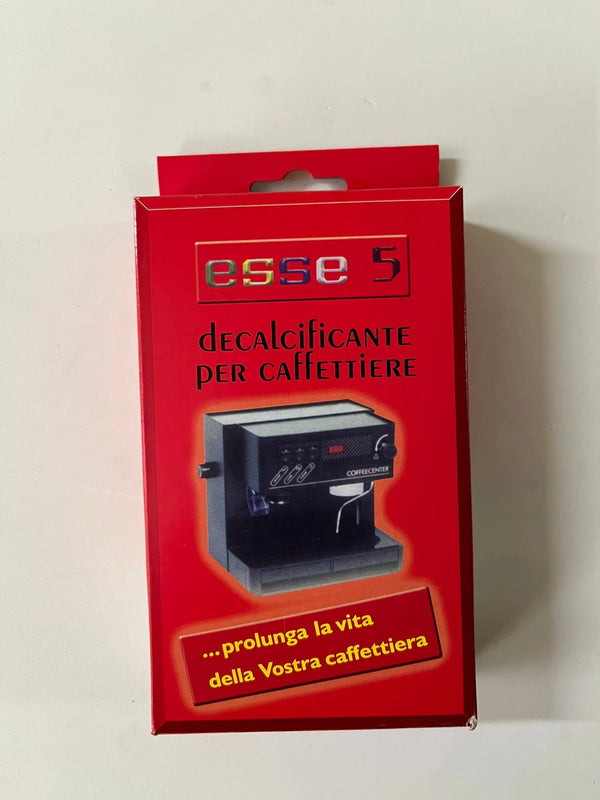 esse 5
decalcificante
per caffettiere
COFFEECENTER
...prolunga la vita
della Vostra caffettiera